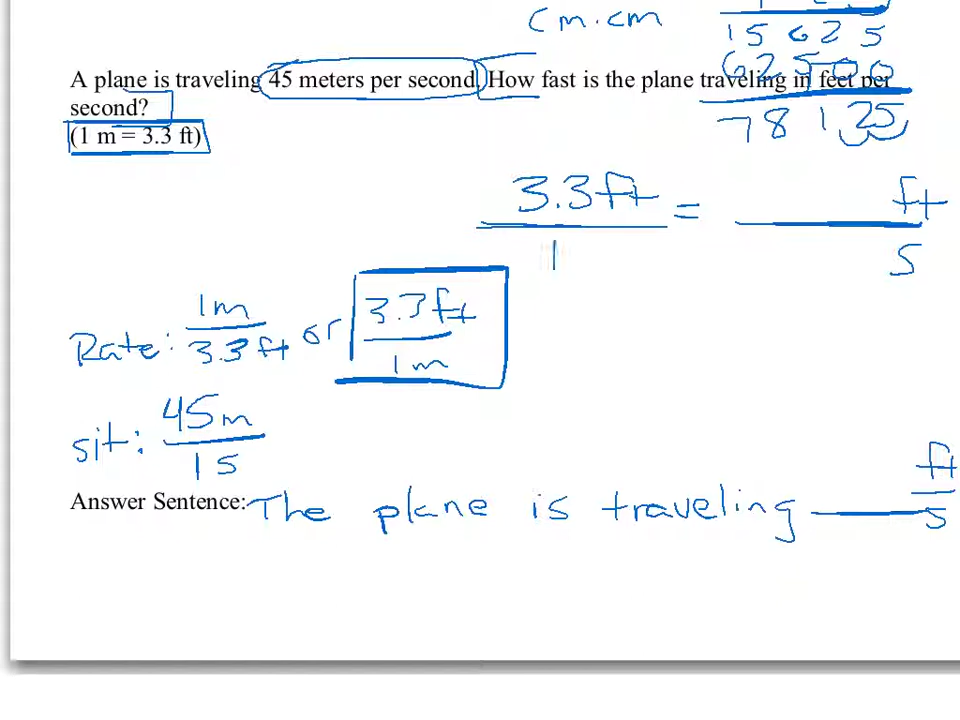 cm.cm
15625
62500
A plane is traveling 45 meters per second. How fast is the plane traveling in feet per
78125
second?
(1 m = 3.3 ft)
3.3ft = ft
1 s
Rate: 1m or 3.3ft
3.3ft 1m
sit: 45m
1s
Answer Sentence: The plane is traveling ft
s